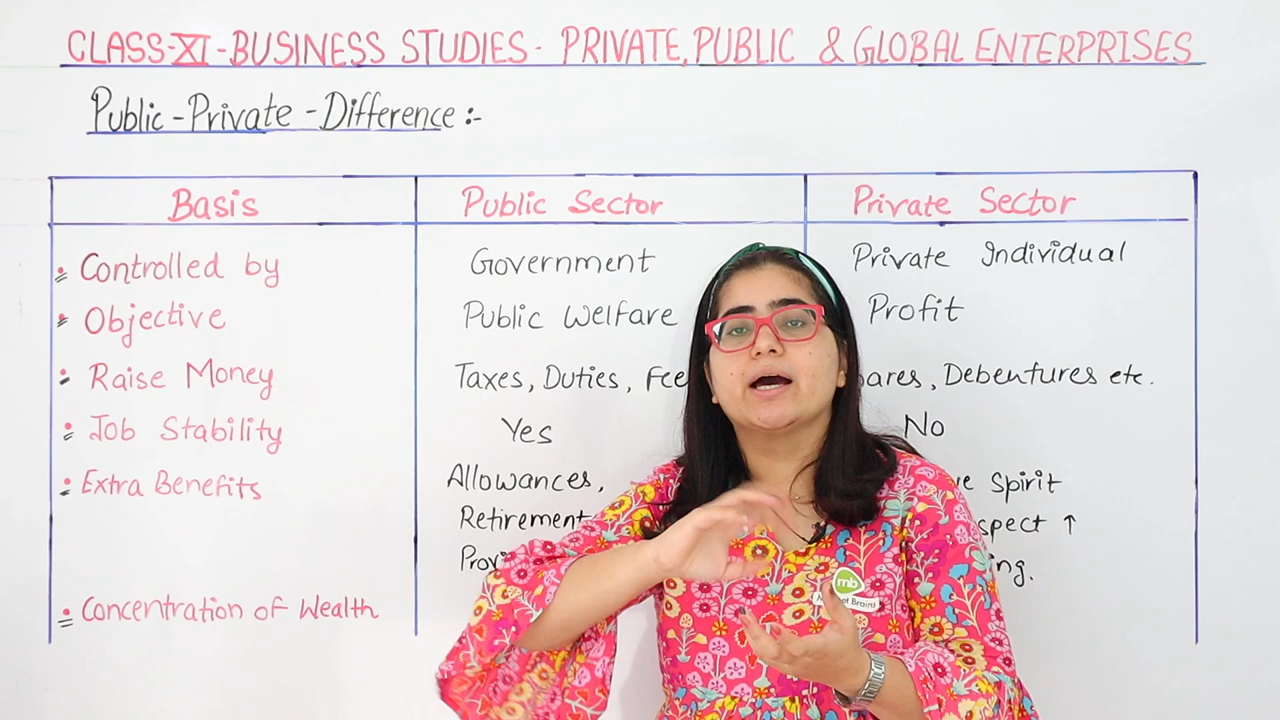 CLASS-XI-BUSINESS STUDIES- PRIVATE, PUBLIC & GLOBAL ENTERPRISES
Public-Private-Difference:-
Basis Public Sector Private Sector
Controlled by Government Private Individual
Objective Public Welfare Profit
Raise Money Taxes, Duties, Debentures etc.
Job Stability Yes No
Extra Benefits Allowances, Spirit
Retirement ↑
Concentration of Wealth
mb